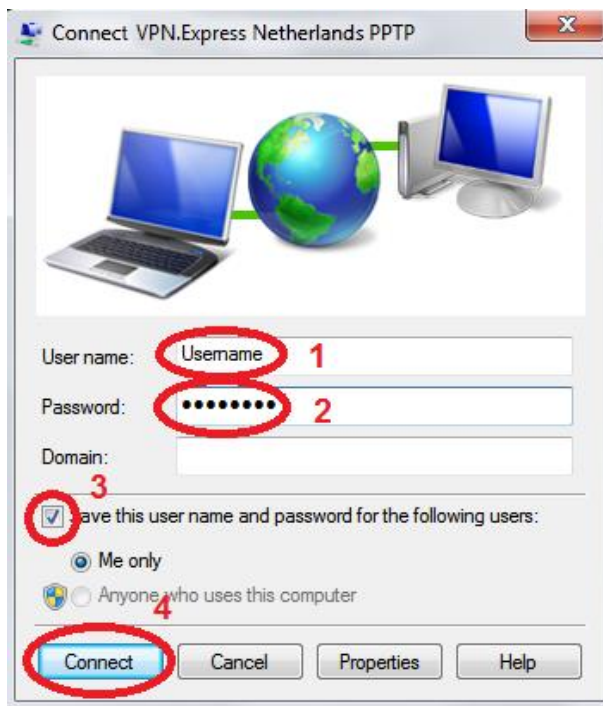 Connect VPN.Express Netherlands PPTP
User name: Username 1
Password: •••••••• 2
Domain:
3
ave this user name and password for the following users:
Me only
Anyone who uses this computer
4
Connect Cancel Properties Help